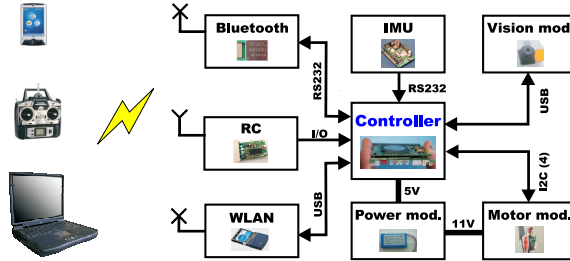 Bluetooth
IMU
Vision mod.
RS232
RS232
USB
Controller
RC
I/O
I2C (4)
USB
5V
WLAN
Power mod.
11V
Motor mod.